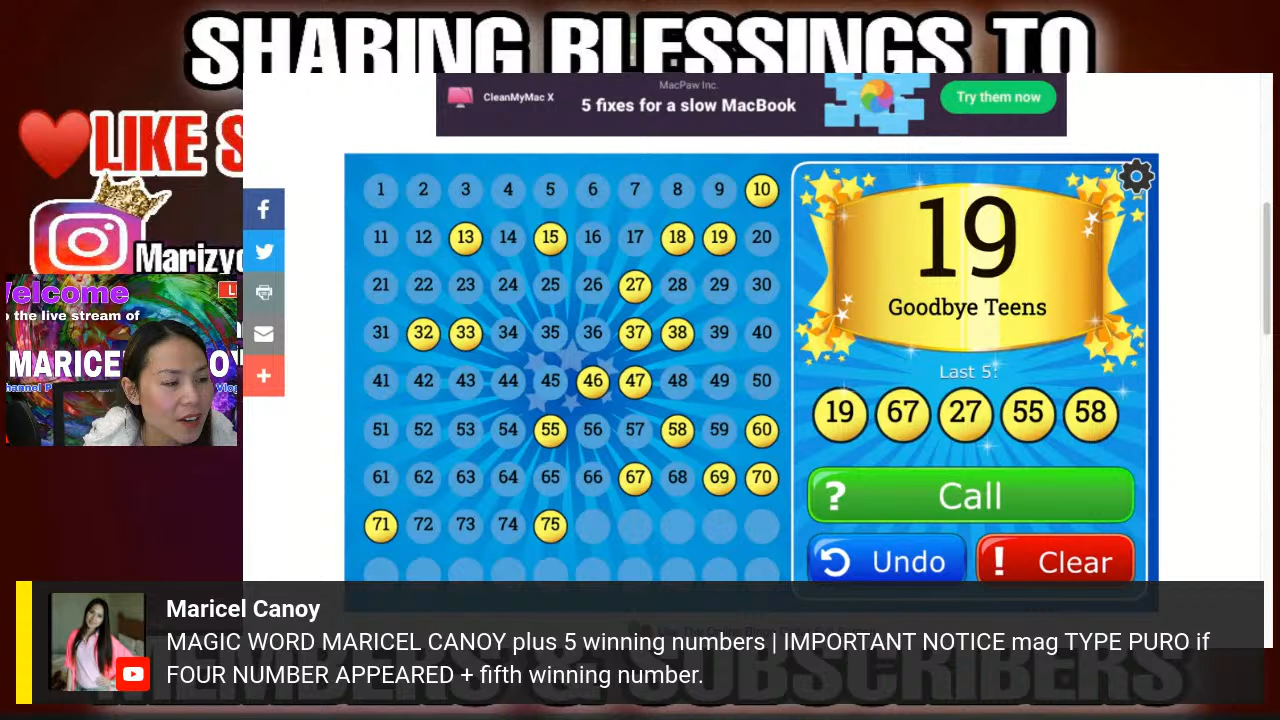 SHARING BLESSINGS TO
LIKE S
Marizyc
Welcome
o the live stream of
MARICE
O
hannel P
Vlog
MacPaw Inc.
CleanMyMac X
5 fixes for a slow MacBook
Try them now
1 2 3 4 5 6 7 8 9 10
11 12 13 14 15 16 17 18 19 20
21 22 23 24 25 26 27 28 29 30
31 32 33 34 35 36 37 38 39 40
41 42 43 44 45 46 47 48 49 50
51 52 53 54 55 56 57 58 59 60
61 62 63 64 65 66 67 68 69 70
71 72 73 74 75
19
Goodbye Teens
Last 5:
19 67 27 55 58
? Call
Undo
! Clear
Maricel Canoy
MAGIC WORD MARICEL CANOY plus 5 winning numbers | IMPORTANT NOTICE mag TYPE PURO if
FOUR NUMBER APPEARED + fifth winning number.
MEMBERS & SUBSCRIBERS